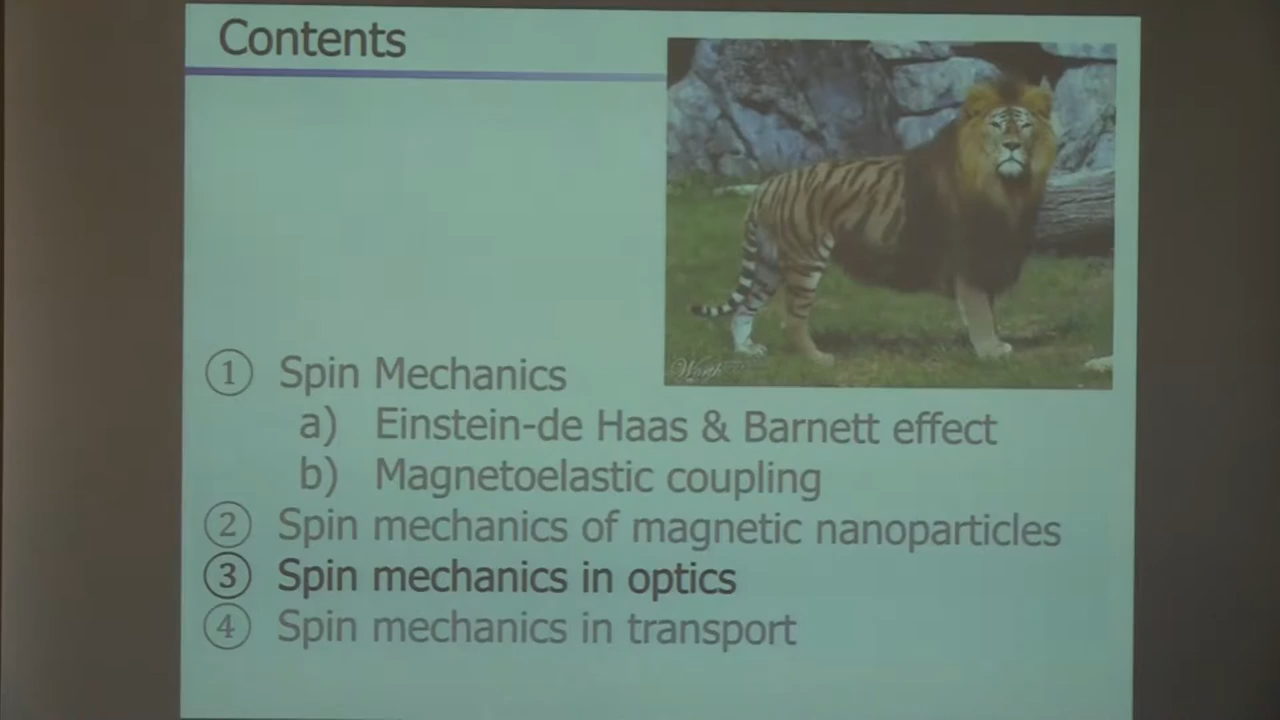 Contents
① Spin Mechanics
a) Einstein-de Haas & Barnett effect
b) Magnetoelastic coupling
② Spin mechanics of magnetic nanoparticles
③ Spin mechanics in optics
④ Spin mechanics in transport